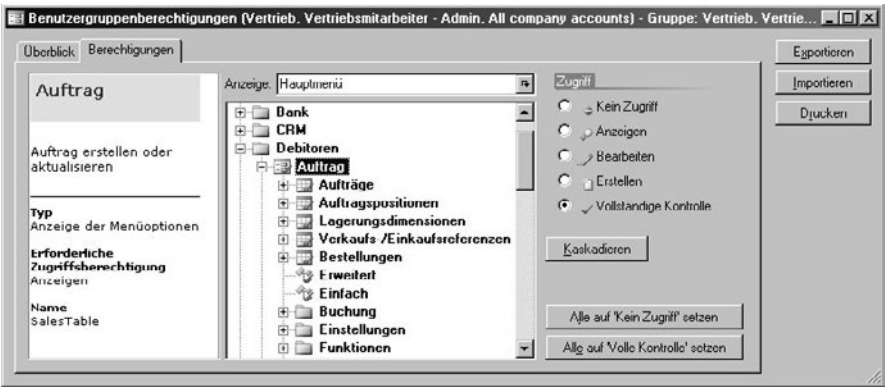 Benutzergruppenberechtigungen (Vertrieb, Vertriebsmitarbeiter - Admin, All company accounts) - Gruppe: Vertrieb, Vertrie...
Überblick Berechtigungen
Exportieren
Importieren
Drucken
Auftrag
Auftrag erstellen oder
aktualisieren
Typ
Anzeige der Menüoptionen
Erforderliche
Zugriffsberechtigung
Anzeigen
Name
SalesTable
Anzeige: Hauptmenü
Bank
CRM
Debitoren
Auftrag
Aufträge
Auftragspositionen
Lagerungsdimensionen
Verkaufs-/Einkaufsreferenzen
Bestellungen
Erweitert
Einfach
Buchung
Einstellungen
Funktionen
Zugriff
Kein Zugriff
Anzeigen
Bearbeiten
Erstellen
Vollständige Kontrolle
Kaskadieren
Alle auf 'Kein Zugriff' setzen
Alle auf 'Volle Kontrolle' setzen